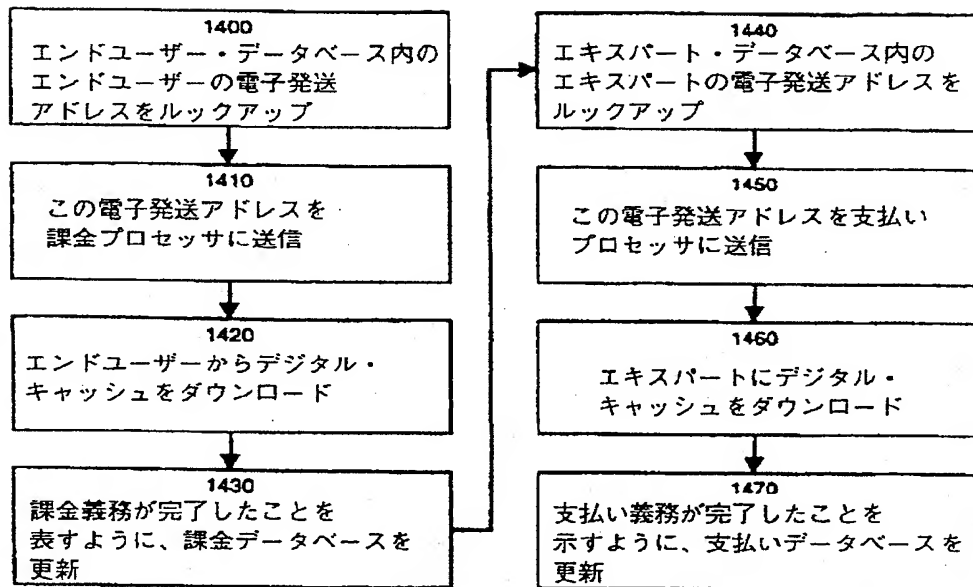 1400
エンドユーザー・データベース内の
エンドユーザーの電子発送
アドレスをルックアップ
1410
この電子発送アドレスを
課金プロセッサに送信
1420
エンドユーザーからデジタル・
キャッシュをダウンロード
1430
課金義務が完了したことを
表すように、課金データベースを
更新
1440
エキスパート・データベース内の
エキスパートの電子発送アドレスを
ルックアップ
1450
この電子発送アドレスを支払い
プロセッサに送信
1460
エキスパートにデジタル・
キャッシュをダウンロード
1470
支払い義務が完了したことを
示すように、支払いデータベースを
更新